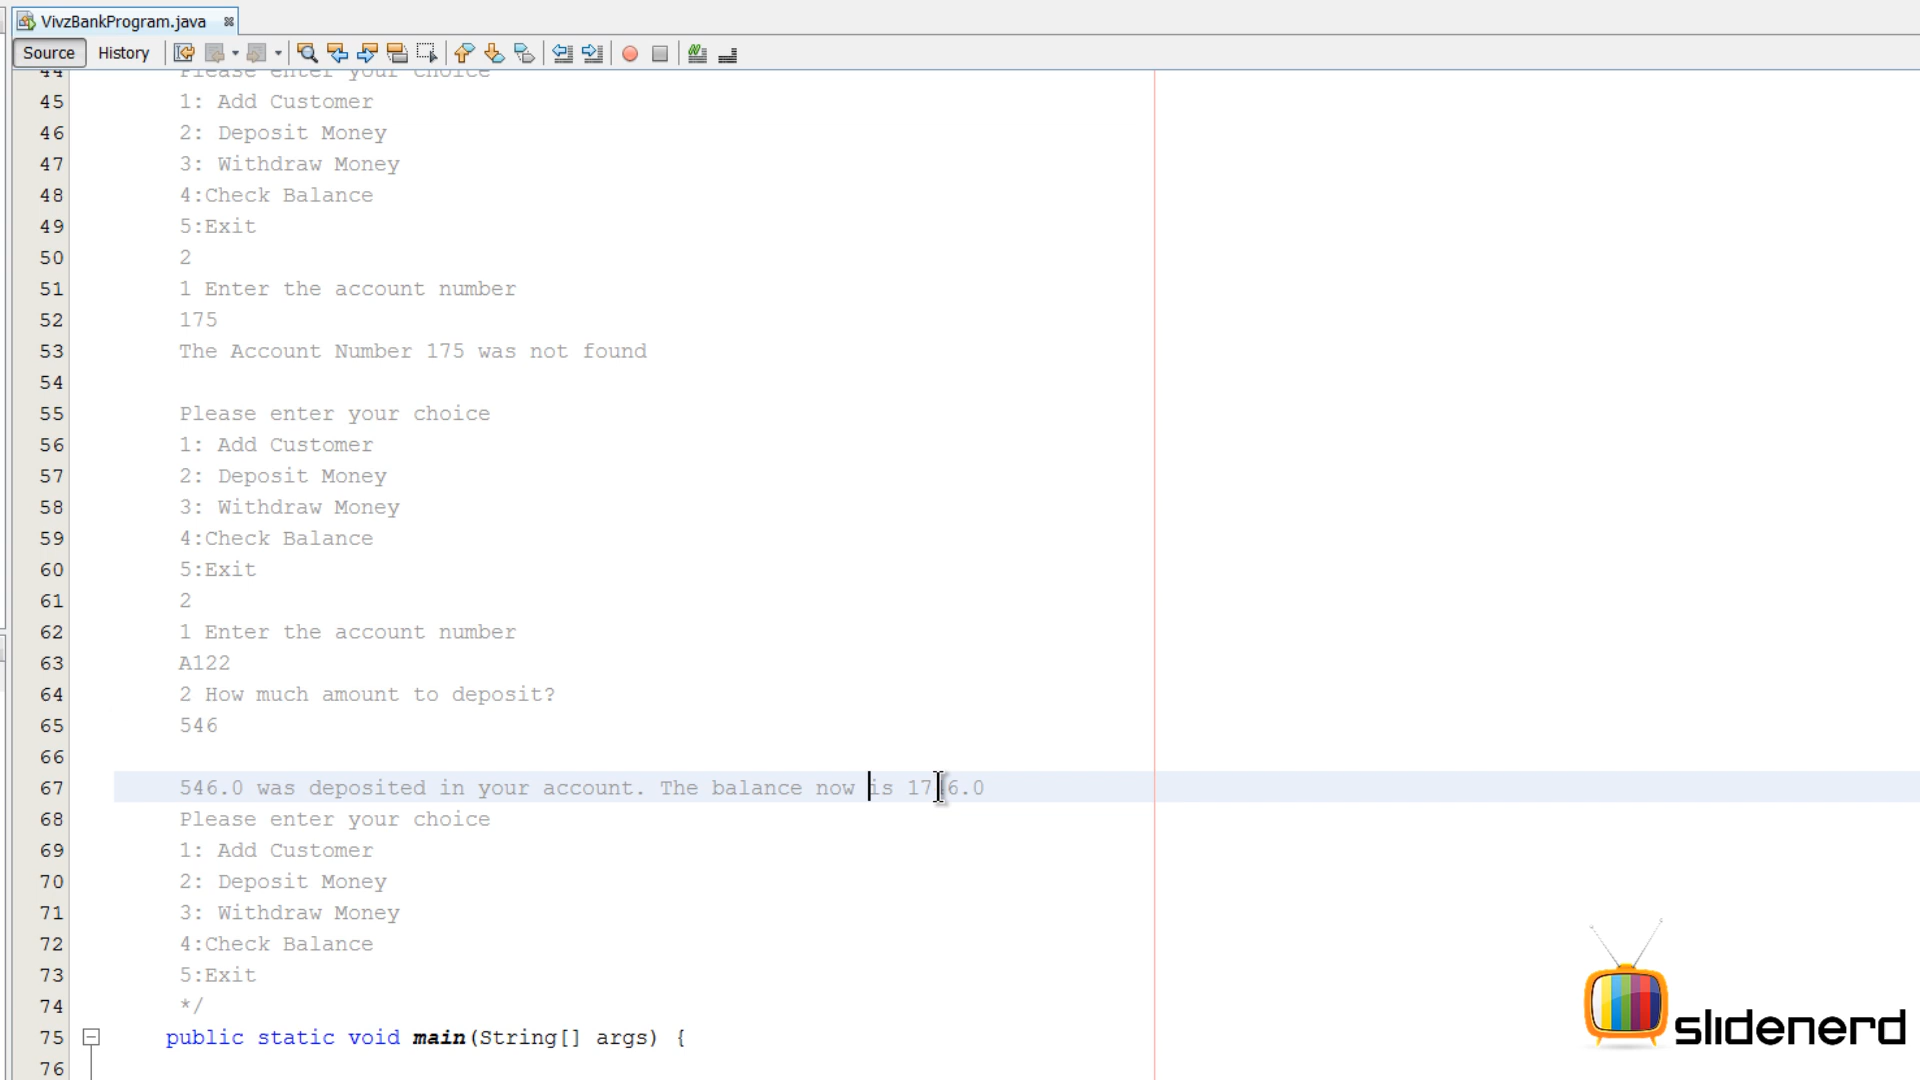 VivzBankProgram.java
Source History
44 Please enter your choice
45 1: Add Customer
46 2: Deposit Money
47 3: Withdraw Money
48 4:Check Balance
49 5:Exit
50 2
51 1 Enter the account number
52 175
53 The Account Number 175 was not found
54
55 Please enter your choice
56 1: Add Customer
57 2: Deposit Money
58 3: Withdraw Money
59 4:Check Balance
60 5:Exit
61 2
62 1 Enter the account number
63 A122
64 2 How much amount to deposit?
65 546
66
67 546.0 was deposited in your account. The balance now is
68 Please enter your choice
69 1: Add Customer
70 2: Deposit Money
71 3: Withdraw Money
72 4:Check Balance
73 5:Exit
74 */
75 public static void main(String[] args) {
76
slidenerd